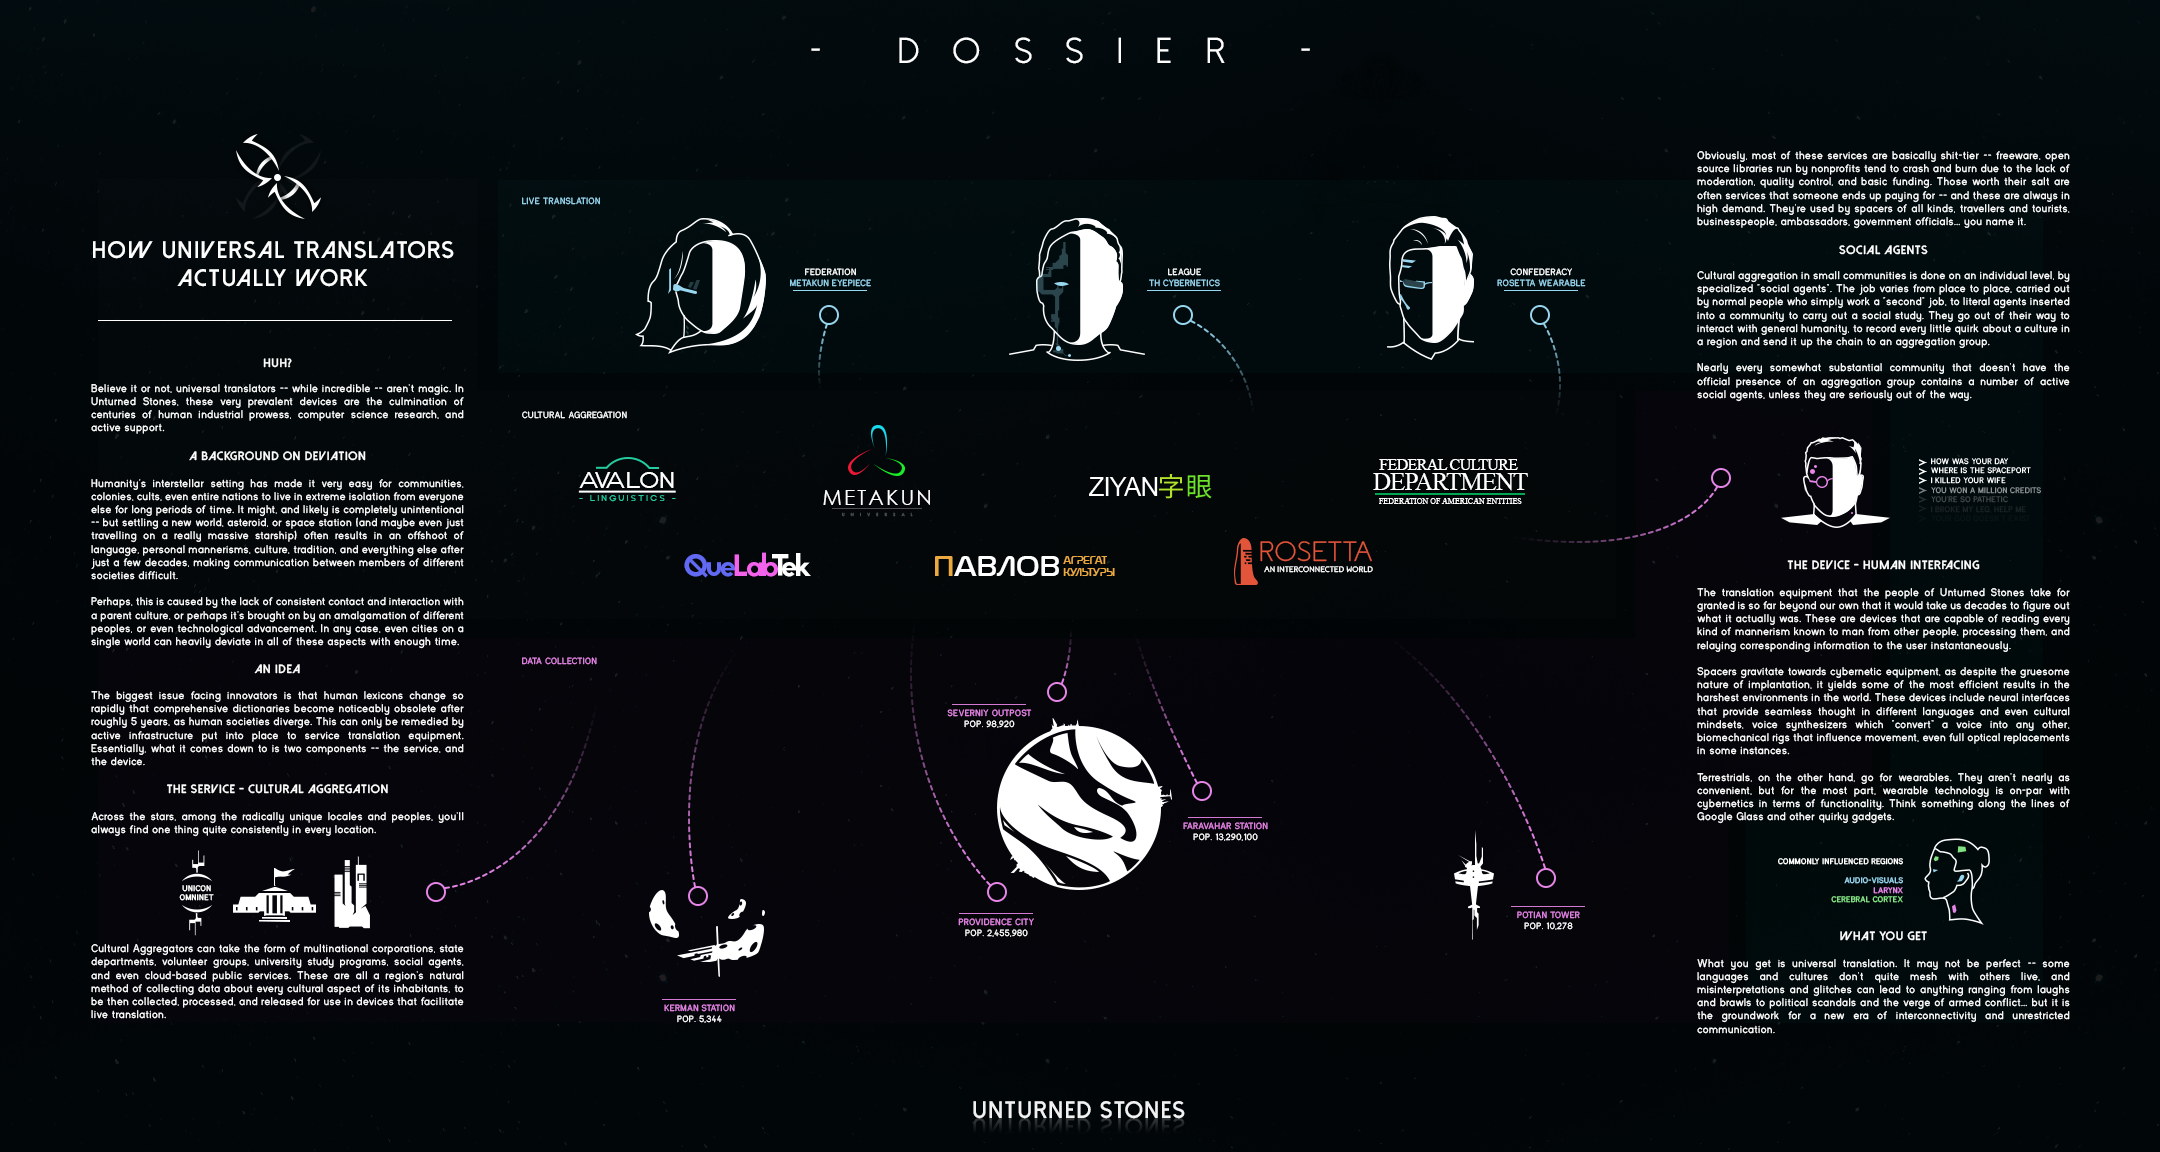 - DOSSIER -
HOW UNIVERSAL TRANSLATORS
ACTUALLY WORK
HUH?
Believe it or not, universal translators -- while incredible -- aren't magic. In
Unturned Stones, these very prevalent devices are the culmination of
centuries of human industrial prowess, computer science research, and
active support.
A BACKGROUND ON DEVIATION
Humanity's interstellar setting has made it very easy for communities,
colonies, cults, even entire nations to live in extreme isolation from everyone
else for long periods of time. It might, and likely is completely unintentional
-- but settling a new world, asteroid, or space station (and maybe even just
travelling on a really massive starship) often results in an offshoot of
language, personal mannerisms, culture, tradition, and everything else after
just a few decades, making communication between members of different
societies difficult.
Perhaps, this is caused by the lack of consistent contact and interaction with
a parent culture, or perhaps it's brought on by an amalgamation of different
peoples, or even technological advancement. In any case, even cities on a
single world can heavily deviate in all of these aspects with enough time.
AN IDEA
The biggest issue facing innovators is that human lexicons change so
rapidly that comprehensive dictionaries become noticeably obsolete after
roughly 5 years, as human societies diverge. This can only be remedied by
active infrastructure put into place to service translation equipment.
Essentially, what it comes down to is two components -- the service, and
the device.
THE SERVICE - CULTURAL AGGREGATION
Across the stars, among the radically unique locales and peoples, you'll
always find one thing quite consistently in every location.
UNICON
OMNINET
Cultural Aggregators can take the form of multinational corporations, state
departments, volunteer groups, university study programs, social agents,
and even cloud-based public services. These are all a region's natural
method of collecting data about every cultural aspect of its inhabitants, to
be then collected, processed, and released for use in devices that facilitate
live translation.
LIVE TRANSLATION
FEDERATION
METAKUN EYEPIECE
LEAGUE
TH CYBERNETICS
CONFEDERACY
ROSETTA WEARABLE
CULTURAL AGGREGATION
AVALON
- LINGUISTICS -
METAKUN
UNIVERSAL
ZIYAN字眼
FEDERAL CULTURE
DEPARTMENT
FEDERATION OF AMERICAN ENTITIES
QueLabTek
ПАВЛОВ
АГРЕГАТ
КУЛЬТУРЫ
ROSETTA
AN INTERCONNECTED WORLD
DATA COLLECTION
SEVERNIY OUTPOST
POP. 98,920
FARAVAHAR STATION
POP. 13,290,100
PROVIDENCE CITY
POP. 2,455,980
POTIAN TOWER
POP. 10,278
KERMAN STATION
POP. 5,344
Obviously, most of these services are basically shit-tier -- freeware, open
source libraries run by nonprofits tend to crash and burn due to the lack of
moderation, quality control, and basic funding. Those worth their salt are
often services that someone ends up paying for -- and these are always in
high demand. They're used by spacers of all kinds, travellers and tourists,
businesspeople, ambassadors, government officials... you name it.
SOCIAL AGENTS
Cultural aggregation in small communities is done on an individual level, by
specialized "social agents". The job varies from place to place, carried out
by normal people who simply work a "second" job, to literal agents inserted
into a community to carry out a social study. They go out of their way to
interact with general humanity, to record every little quirk about a culture in
a region and send it up the chain to an aggregation group.
Nearly every somewhat substantial community that doesn't have the
official presence of an aggregation group contains a number of active
social agents, unless they are seriously out of the way.
HOW WAS YOUR DAY
WHERE IS THE SPACEPORT
I KILLED YOUR WIFE
YOU WON A MILLION CREDITS
YOU'RE SO PATHETIC
I BROKE MY LEG, HELP ME
THE DEVICE - HUMAN INTERFACING
The translation equipment that the people of Unturned Stones take for
granted is so far beyond our own that it would take us decades to figure out
what it actually was. These are devices that are capable of reading every
kind of mannerism known to man from other people, processing them, and
relaying corresponding information to the user instantaneously.
Spacers gravitate towards cybernetic equipment, as despite the gruesome
nature of implantation, it yields some of the most efficient results in the
harshest environments in the world. These devices include neural interfaces
that provide seamless thought in different languages and even cultural
mindsets, voice synthesizers which "convert" a voice into any other,
biomechanical rigs that influence movement, even full optical replacements
in some instances.
Terrestrials, on the other hand, go for wearables. They aren't nearly as
convenient, but for the most part, wearable technology is on-par with
cybernetics in terms of functionality. Think something along the lines of
Google Glass and other quirky gadgets.
COMMONLY INFLUENCED REGIONS
AUDIO-VISUALS
LARYNX
CEREBRAL CORTEX
WHAT YOU GET
What you get is universal translation. It may not be perfect -- some
languages and cultures don't quite mesh with others live, and
misinterpretations and glitches can lead to anything ranging from laughs
and brawls to political scandals and the verge of armed conflict... but it is
the groundwork for a new era of interconnectivity and unrestricted
communication.
UNTURNED STONES